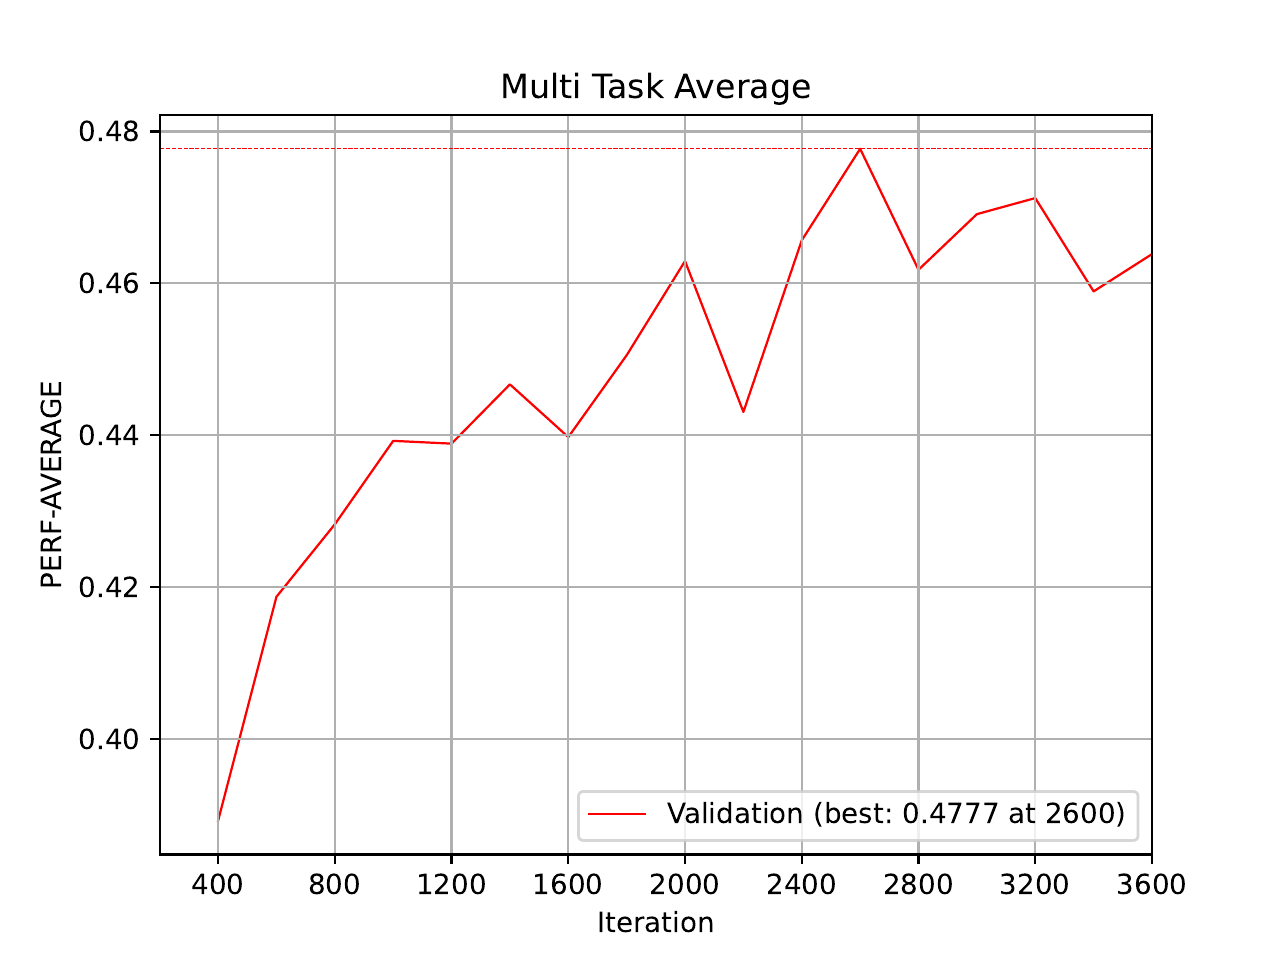 Multi Task Average
0.48
0.46
0.44
0.42
0.40
PERF-AVERAGE
Validation (best: 0.4777 at 2600)
400 800 1200 1600 2000 2400 2800 3200 3600
Iteration